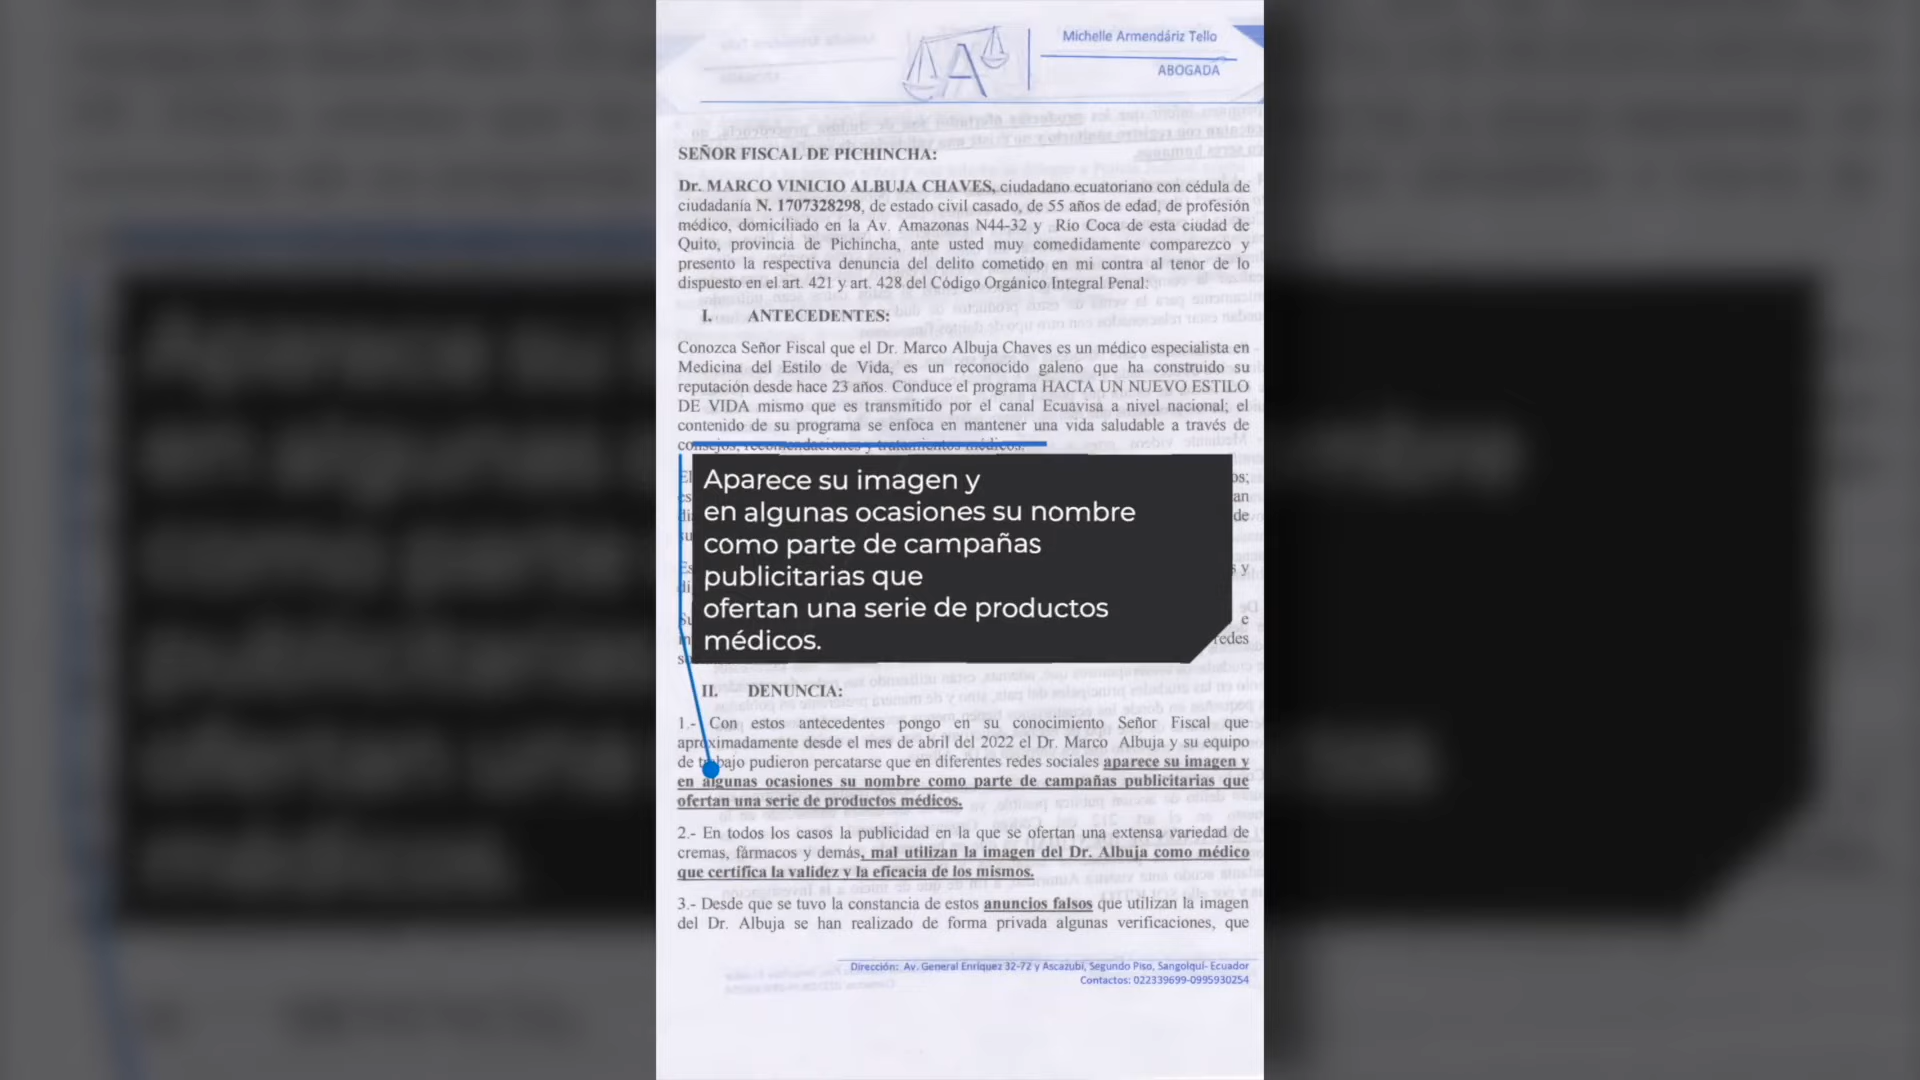 Michelle Armendáriz Tello
ABOGADA
SEÑOR FISCAL DE PICHINCHA:
Dr. MARCO VINICIO ALBUJA CHAVES, ciudadano ecuatoriano con cédula de
ciudadanía N. 1707328298, de estado civil casado, de 55 años de edad, de profesión
médico, domiciliado en la Av. Amazonas N44-32 y Río Coca de esta ciudad de
Quito, provincia de Pichincha, ante usted muy comedidamente comparezco y
presento la respectiva denuncia del delito cometido en mi contra al tenor de lo
dispuesto en el art. 421 y art. 428 del Código Orgánico Integral Penal:
I. ANTECEDENTES:
Conozca Señor Fiscal que el Dr. Marco Albuja Chaves es un médico especialista en
Medicina del Estilo de Vida, es un reconocido galeno que ha construido su
reputación desde hace 23 años. Conduce el programa HACIA UN NUEVO ESTILO
DE VIDA mismo que es transmitido por el canal Ecuavisa a nivel nacional; el
contenido de su programa se enfoca en mantener una vida saludable a través de
consejos, recomendaciones y tratamientos médicos.
Aparece su imagen y
en algunas ocasiones su nombre
como parte de campañas
publicitarias que
ofertan una serie de productos
médicos.
II. DENUNCIA:
1.- Con estos antecedentes pongo en su conocimiento Señor Fiscal que
aproximadamente desde el mes de abril del 2022 el Dr. Marco Albuja y su equipo
de trabajo pudieron percatarse que en diferentes redes sociales aparece su imagen y
en algunas ocasiones su nombre como parte de campañas publicitarias que
ofertan una serie de productos médicos.
2.- En todos los casos la publicidad en la que se ofertan una extensa variedad de
cremas, fármacos y demás, mal utilizan la imagen del Dr. Albuja como médico
que certifica la validez y la eficacia de los mismos.
3.- Desde que se tuvo la constancia de estos anuncios falsos que utilizan la imagen
del Dr. Albuja se han realizado de forma privada algunas verificaciones, que
Dirección: Av. General Enríquez 32-72 y Ascazubi, Segundo Piso, Sangolquí- Ecuador
Contactos: 022339699-0995930254